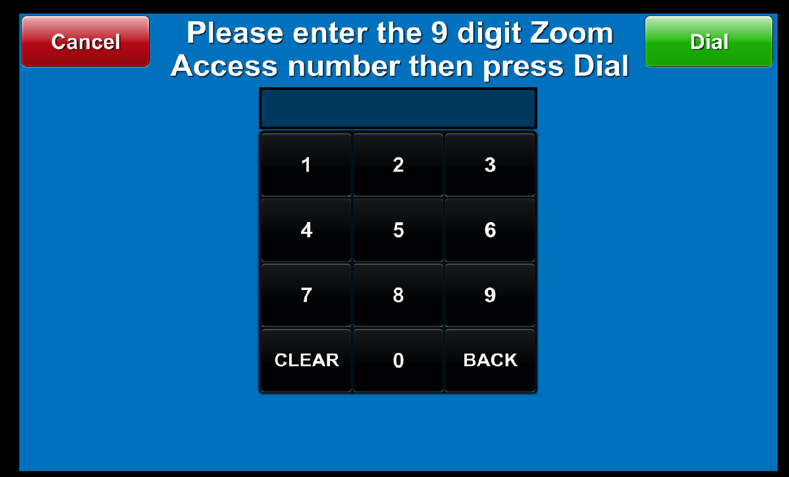 Cancel
Please enter the 9 digit Zoom
Access number then press Dial
Dial
1 2 3
4 5 6
7 8 9
CLEAR 0 BACK